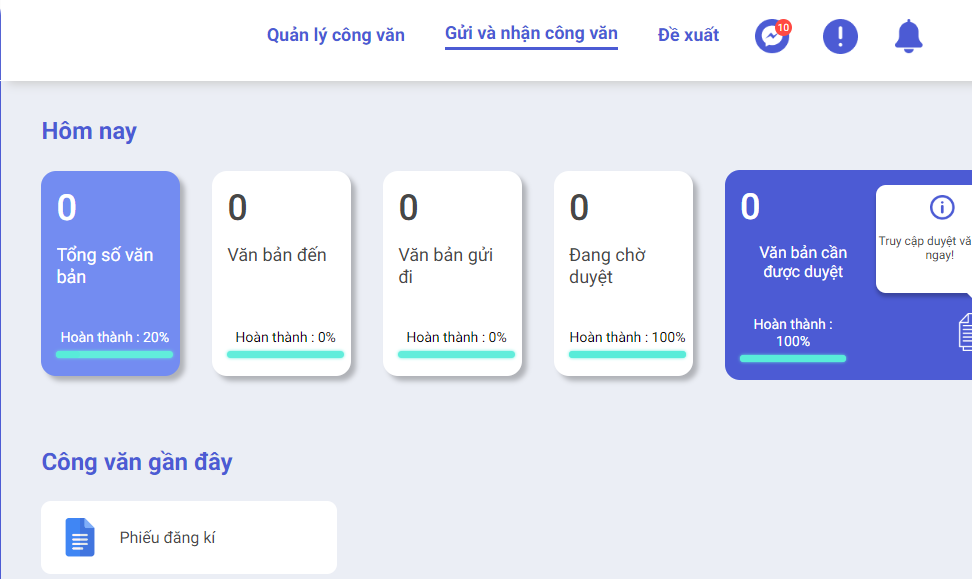 Quản lý công văn
Gửi và nhận công văn
Đề xuất
10
Hôm nay
0
Tổng số văn
bản
Hoàn thành : 20%
0
Văn bản đến
Hoàn thành : 0%
0
Văn bản gửi
đi
Hoàn thành : 0%
0
Đang chờ
duyệt
Hoàn thành : 100%
0
Văn bản cần
được duyệt
Hoàn thành :
100%
Truy cập duyệt vă
ngay!
Công văn gần đây
Phiếu đăng kí